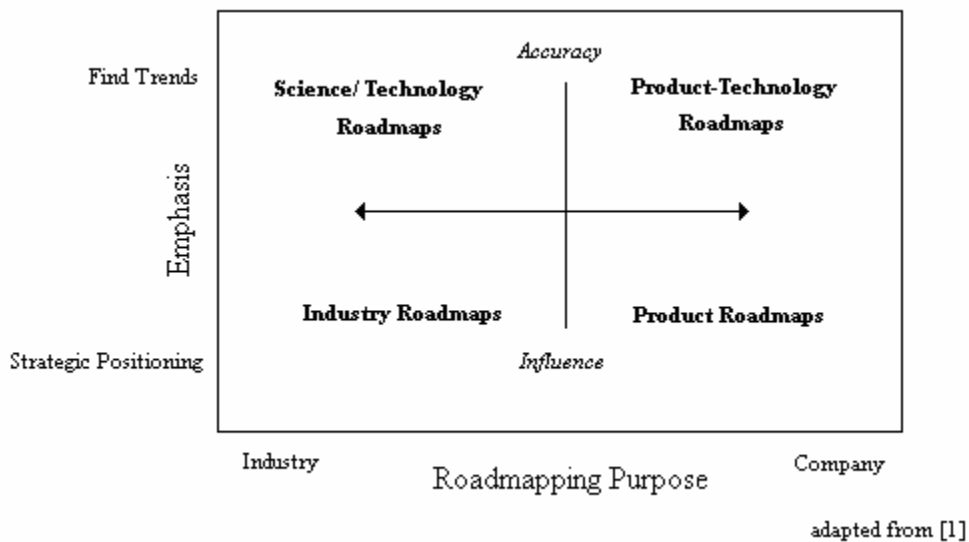 Accuracy
Find Trends
Science/ Technology
Roadmaps
Product-Technology
Roadmaps
Emphasis
Industry Roadmaps
Product Roadmaps
Strategic Positioning
Influence
Industry
Company
Roadmapping Purpose
adapted from [1]